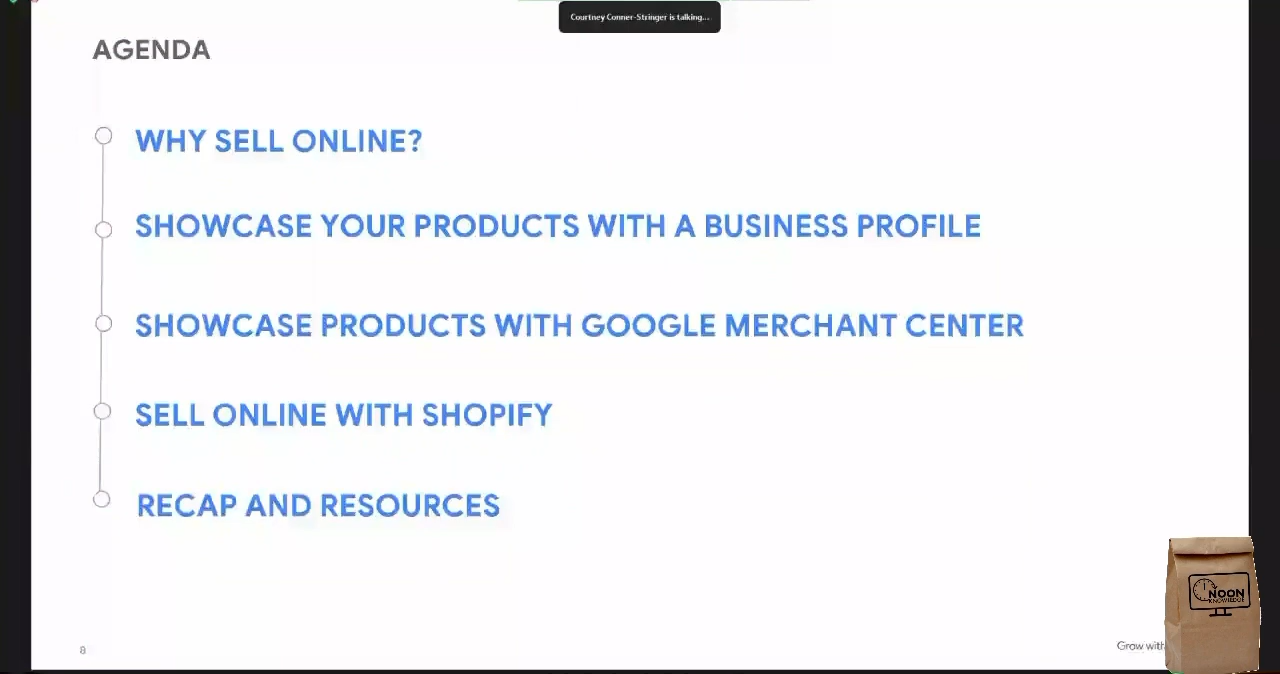 Courtney Conner-Stringer is talking...
AGENDA
WHY SELL ONLINE?
SHOWCASE YOUR PRODUCTS WITH A BUSINESS PROFILE
SHOWCASE PRODUCTS WITH GOOGLE MERCHANT CENTER
SELL ONLINE WITH SHOPIFY
RECAP AND RESOURCES
NOON
KNOWLEDGE
8
Grow with